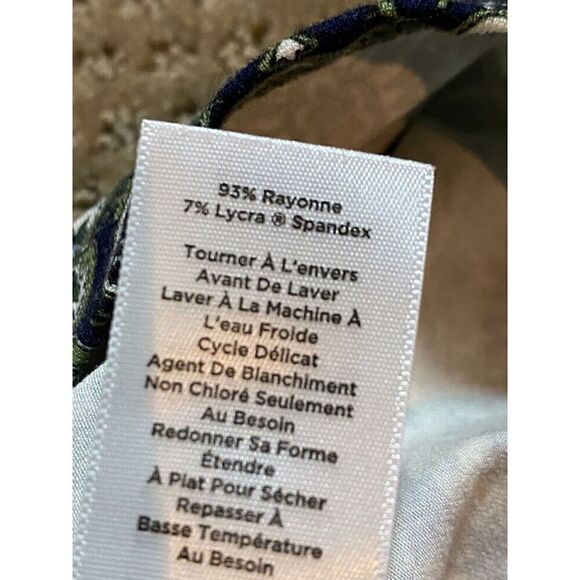 93% Rayonne
7% Lycra ® Spandex
Tourner À L'envers
Avant De Laver
Laver À La Machine À
L'eau Froide
Cycle Délicat
Agent De Blanchiment
Non Chloré Seulement
Au Besoin
Redonner Sa Forme
Étendre
À Plat Pour Sécher
Repasser À
Basse Température
Au Besoin